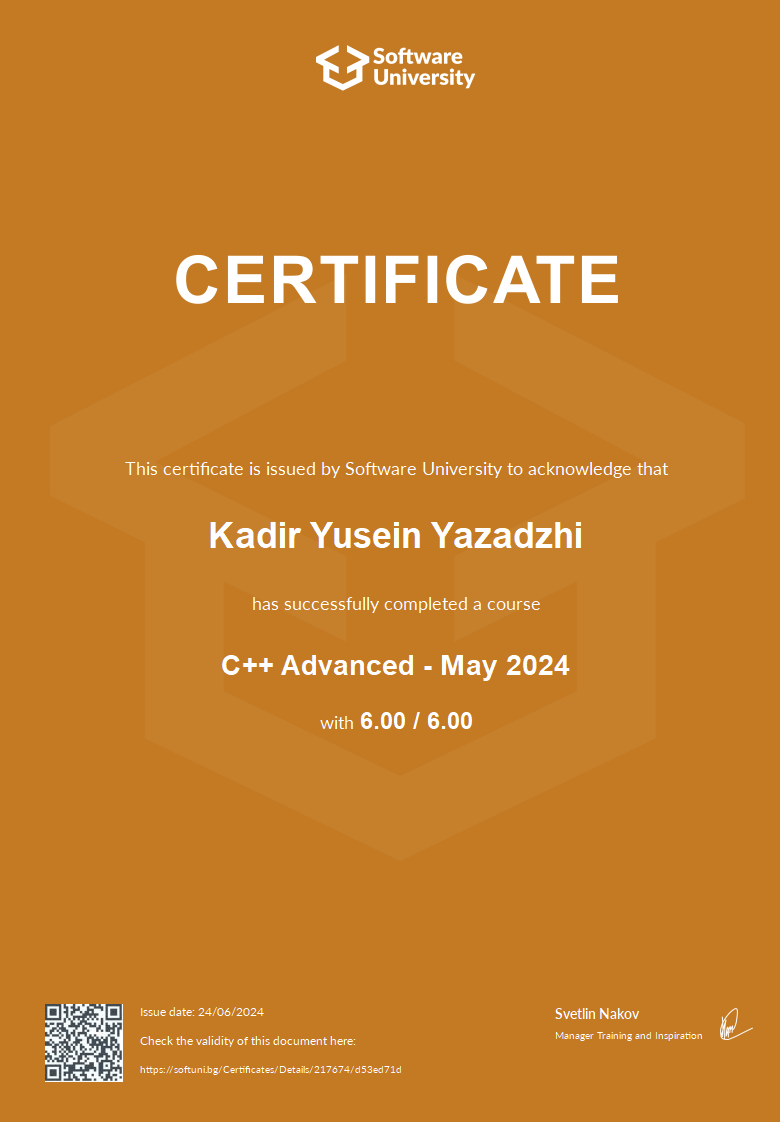 Software
University
CERTIFICATE
This certificate is issued by Software University to acknowledge that
Kadir Yusein Yazadzhi
has successfully completed a course
C++ Advanced - May 2024
with 6.00 / 6.00
Issue date: 24/06/2024
Check the validity of this document here:
https://softuni.bg/Certificates/Details/217674/d53ed71d
Svetlin Nakov
Manager Training and Inspiration